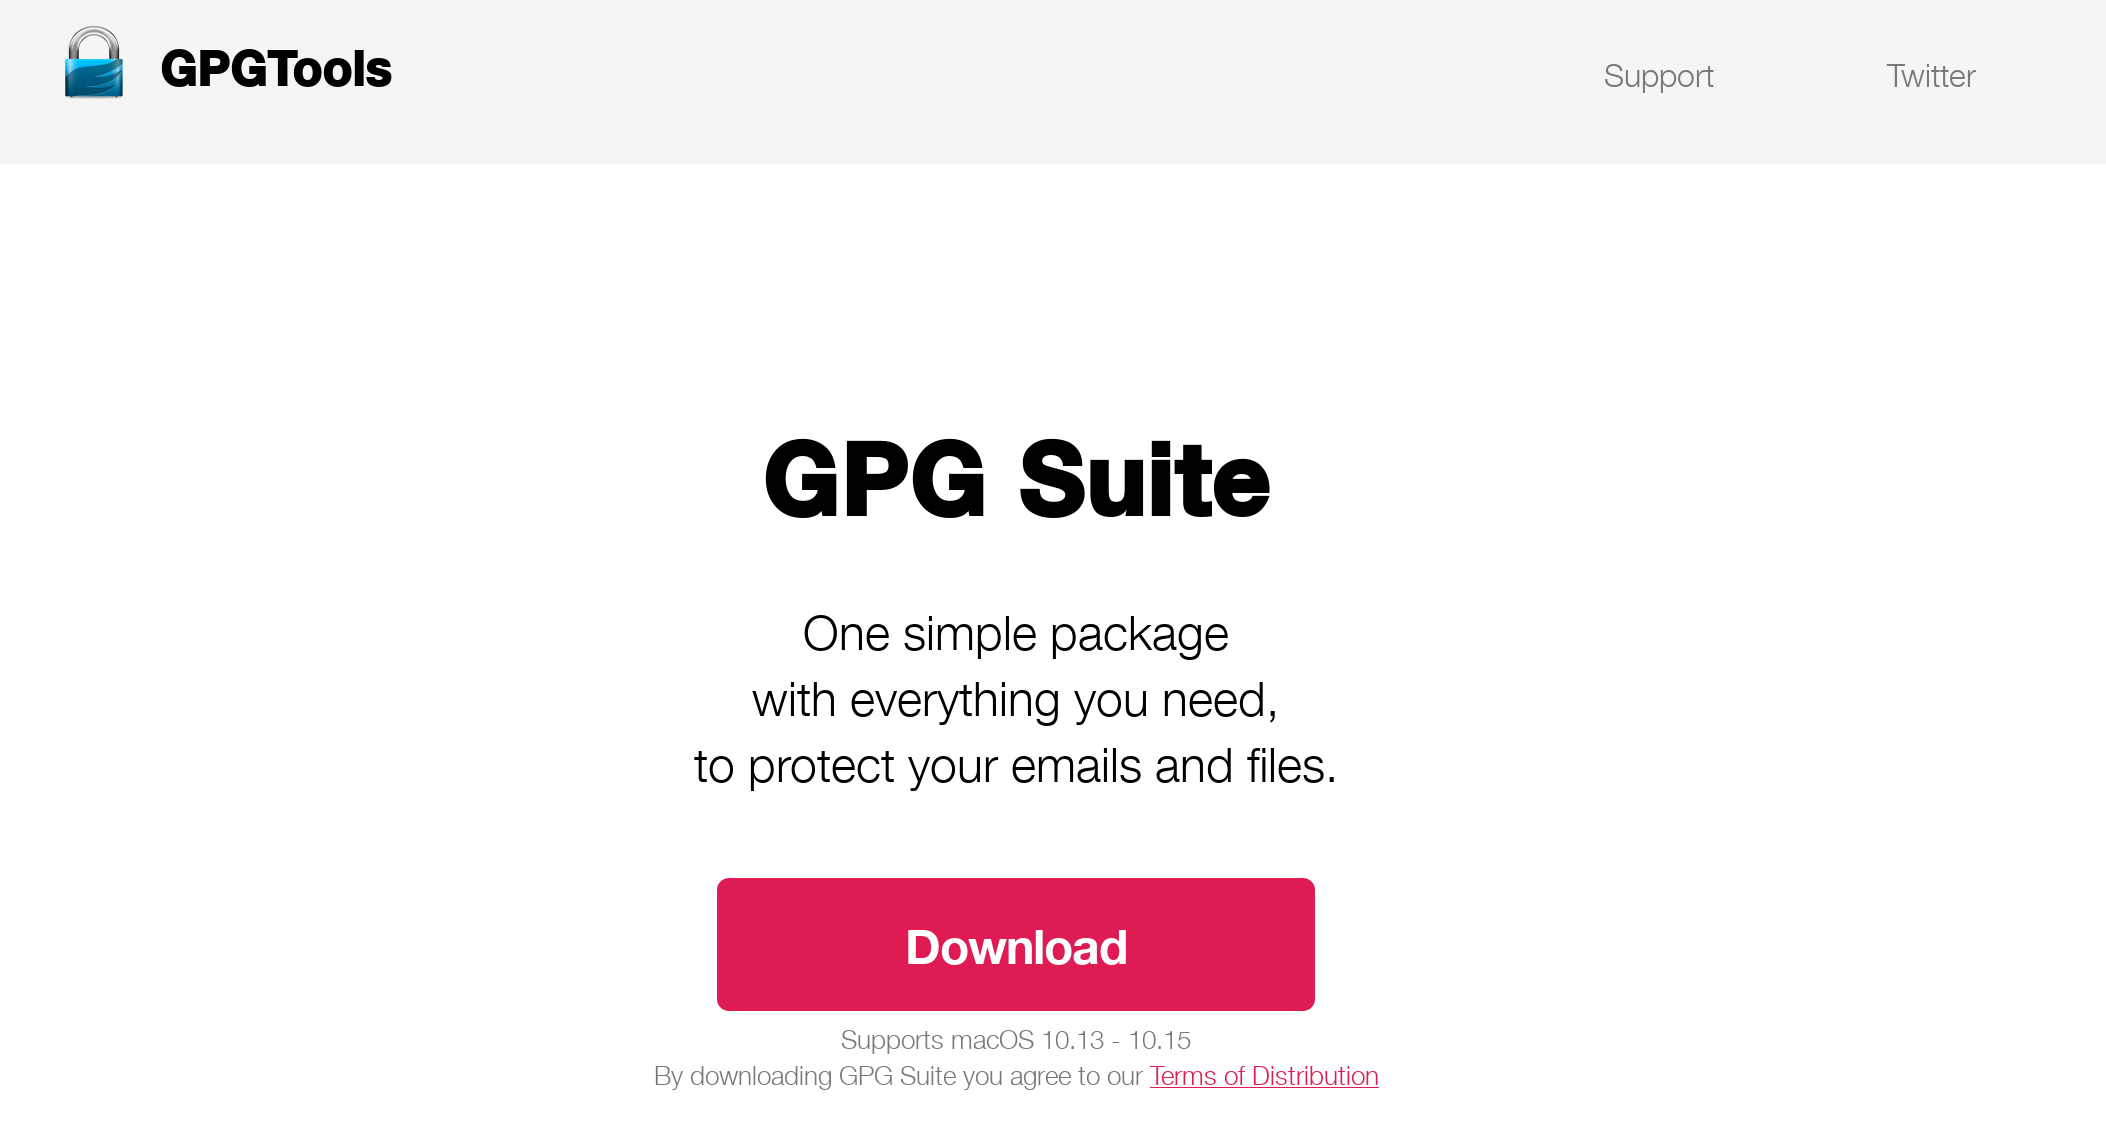 GPGTools
Support
Twitter
GPG Suite
One simple package
with everything you need,
to protect your emails and files.
Download
Supports macOS 10.13 - 10.15
By downloading GPG Suite you agree to our Terms of Distribution